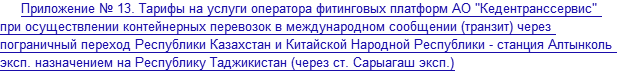 Приложение № 13. Тарифы на услуги оператора фитинговых платформ АО "Кедентранссервис"
при осуществлении контейнерных перевозок в международном сообщении (транзит) через
пограничный переход Республики Казахстан и Китайской Народной Республики - станция Алтынколь
эксп. назначением на Республику Таджикистан (через ст. Сарыагаш эксп.)